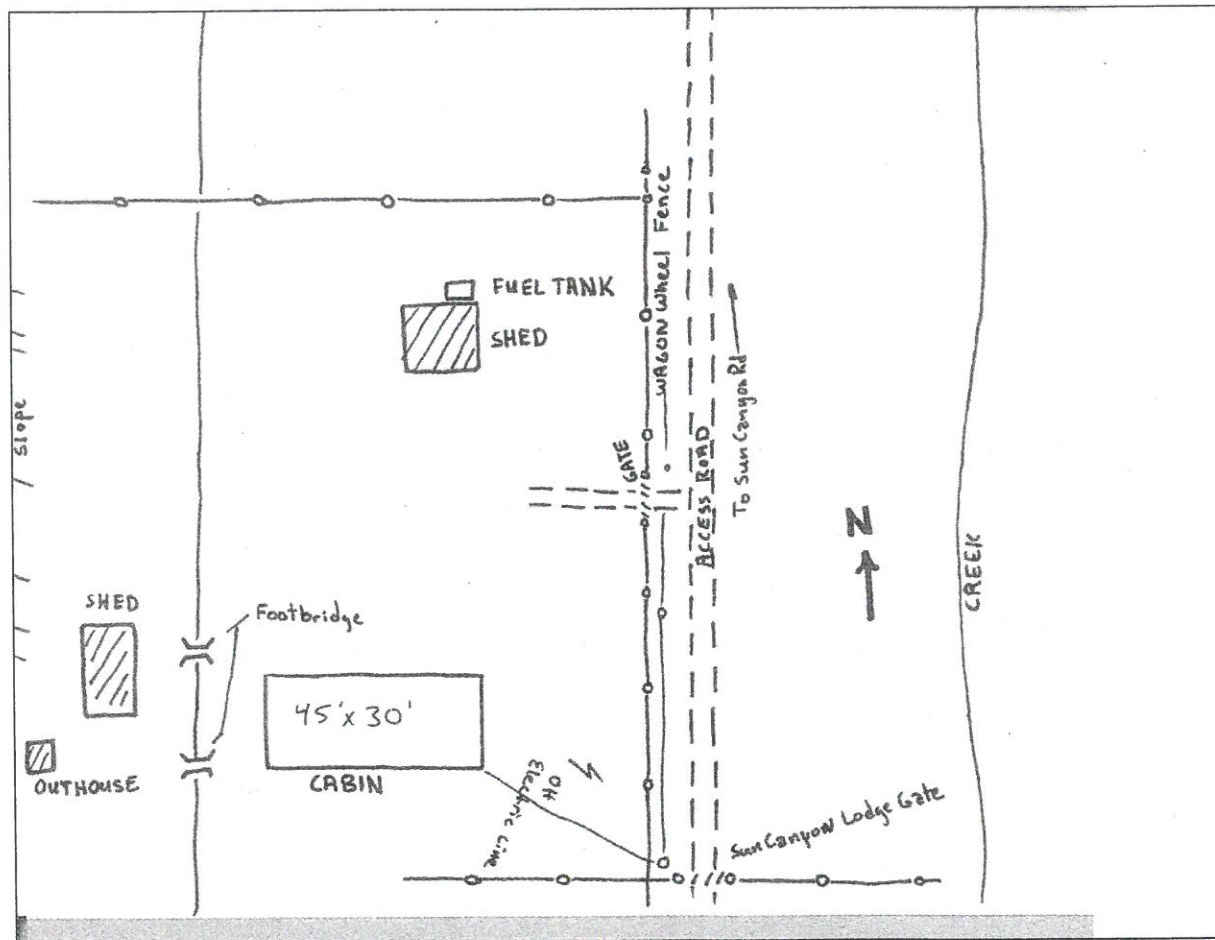 FUEL TANK
SHED
WAGON Wheel Fence
GATE
ACCESS ROAD
To Sun Canyon Rd
Slope
N
CREEK
SHED
Footbridge
45' x 30'
CABIN
OUTHOUSE
OH
Electric Line
Sun Canyon Lodge Gate